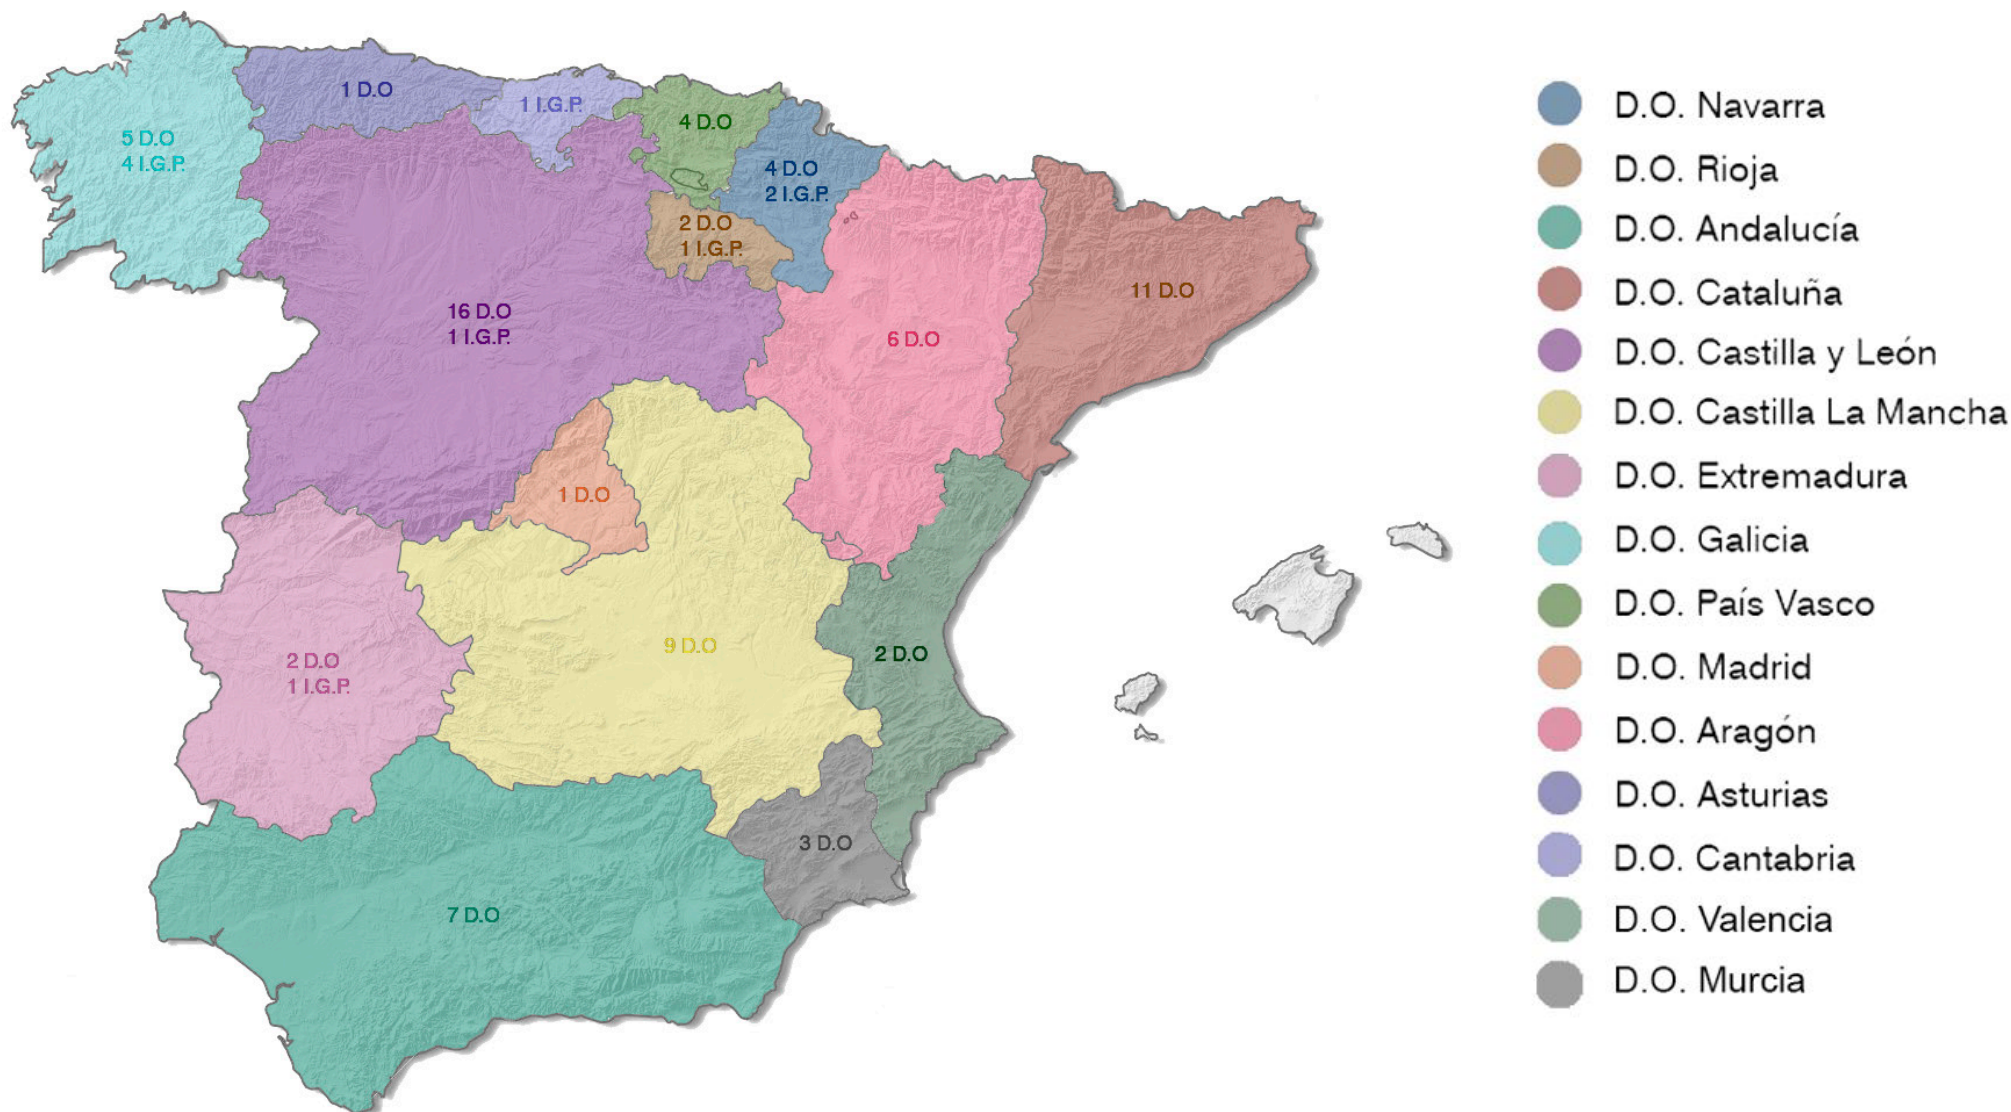 1 D.O
1 I.G.P.
4 D.O
5 D.O
4 I.G.P.
4 D.O
2 I.G.P.
2 D.O
1 I.G.P.
16 D.O
1 I.G.P.
11 D.O
6 D.O
1 D.O
9 D.O
2 D.O
2 D.O
1 I.G.P.
3 D.O
7 D.O
D.O. Navarra
D.O. Rioja
D.O. Andalucía
D.O. Cataluña
D.O. Castilla y León
D.O. Castilla La Mancha
D.O. Extremadura
D.O. Galicia
D.O. País Vasco
D.O. Madrid
D.O. Aragón
D.O. Asturias
D.O. Cantabria
D.O. Valencia
D.O. Murcia